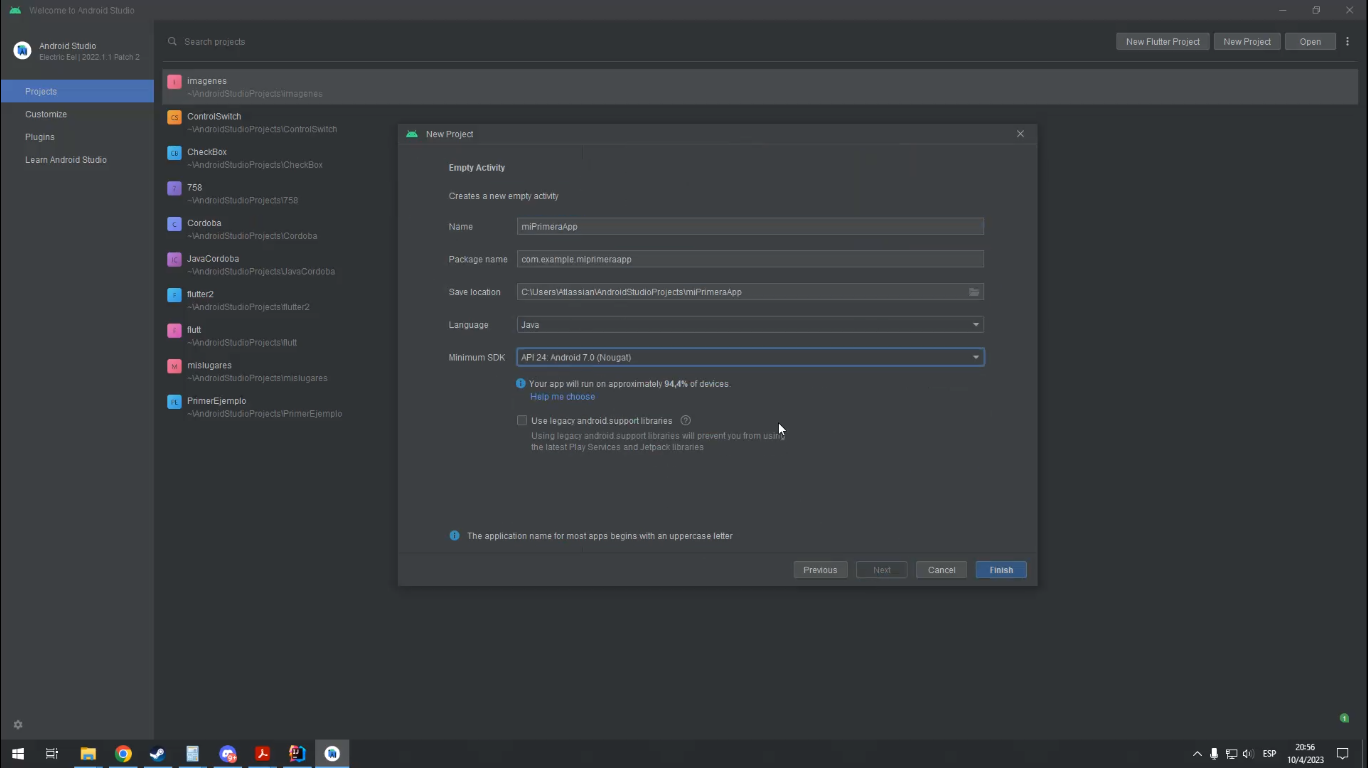 Welcome to Android Studio
Android Studio
Electric Eel | 2022.1.1 Patch 2
Search projects
New Flutter Project
New Project
Open
Projects
Customize
Plugins
Learn Android Studio
imagenes
~\AndroidStudioProjects\imagenes
CS
ControlSwitch
~\AndroidStudioProjects\ControlSwitch
CheckBox
~\AndroidStudioProjects\CheckBox
758
~\AndroidStudioProjects\758
C
Cordoba
~\AndroidStudioProjects\Cordoba
JavaCordoba
~\AndroidStudioProjects\JavaCordoba
F
flutter2
~\AndroidStudioProjects\flutter2
F
flutt
~\AndroidStudioProjects\flutt
M
mislugares
~\AndroidStudioProjects\mislugares
PE
PrimerEjemplo
~\AndroidStudioProjects\PrimerEjemplo
New Project
Empty Activity
Creates a new empty activity
Name
miPrimeraApp
Package name
com.example.miprimeraapp
Save location
C:\Users\Atlassian\AndroidStudioProjects\miPrimeraApp
Language
Java
Minimum SDK
API 24: Android 7.0 (Nougat)
Your app will run on approximately 94,4% of devices.
Help me choose
Use legacy android.support libraries
Using legacy android.support libraries will prevent you from using
the latest Play Services and Jetpack libraries
The application name for most apps begins with an uppercase letter
Previous
Next
Cancel
Finish
1
ESP
20:56
10/4/2023